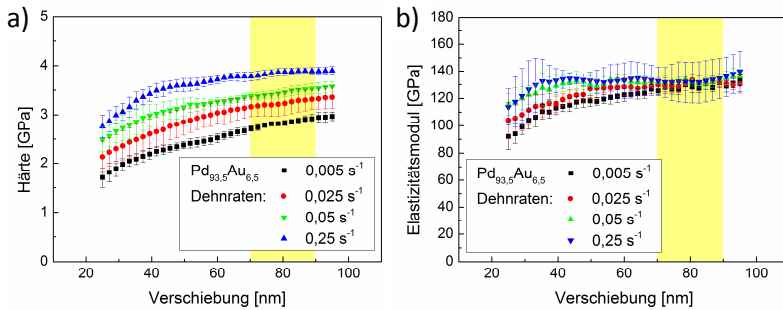 a)
Härte [GPa]
5
4
3
2
1
0
Pd93,5Au6,5
Dehnraten:
0,005 s-1
0,025 s-1
0,05 s-1
0,25 s-1
20 40 60 80 100
Verschiebung [nm]
b)
Elastizitätsmodul [GPa]
180
160
140
120
100
80
60
40
20
0
Pd93,5Au6,5
Dehnraten:
0,005 s-1
0,025 s-1
0,05 s-1
0,25 s-1
20 40 60 80 100
Verschiebung [nm]